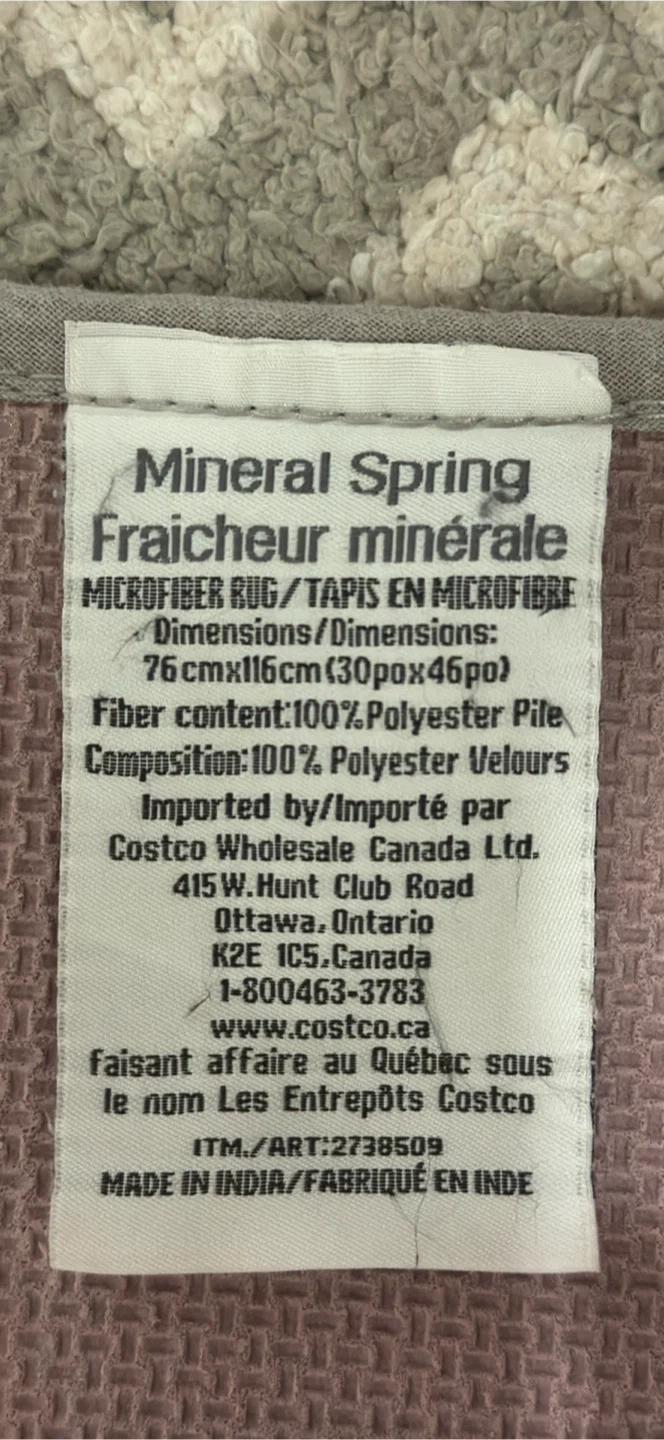 Mineral Spring
Fraicheur minérale
MICROFIBER RUG/TAPIS EN MICROFIBRE
Dimensions/Dimensions:
76cmx116cm(30pox46po)
Fiber content:100%Polyester Pile
Composition:100% Polyester Velours
Imported by/Importé par
Costco Wholesale Canada Ltd.
415W.Hunt Club Road
Ottawa,Ontario
K2E 1C5,Canada
1-800463-3783
www.costco.ca
faisant affaire au Québec sous
le nom Les Entrepôts Costco
ITM./ART:2738509
MADE IN INDIA/FABRIQUÉ EN INDE